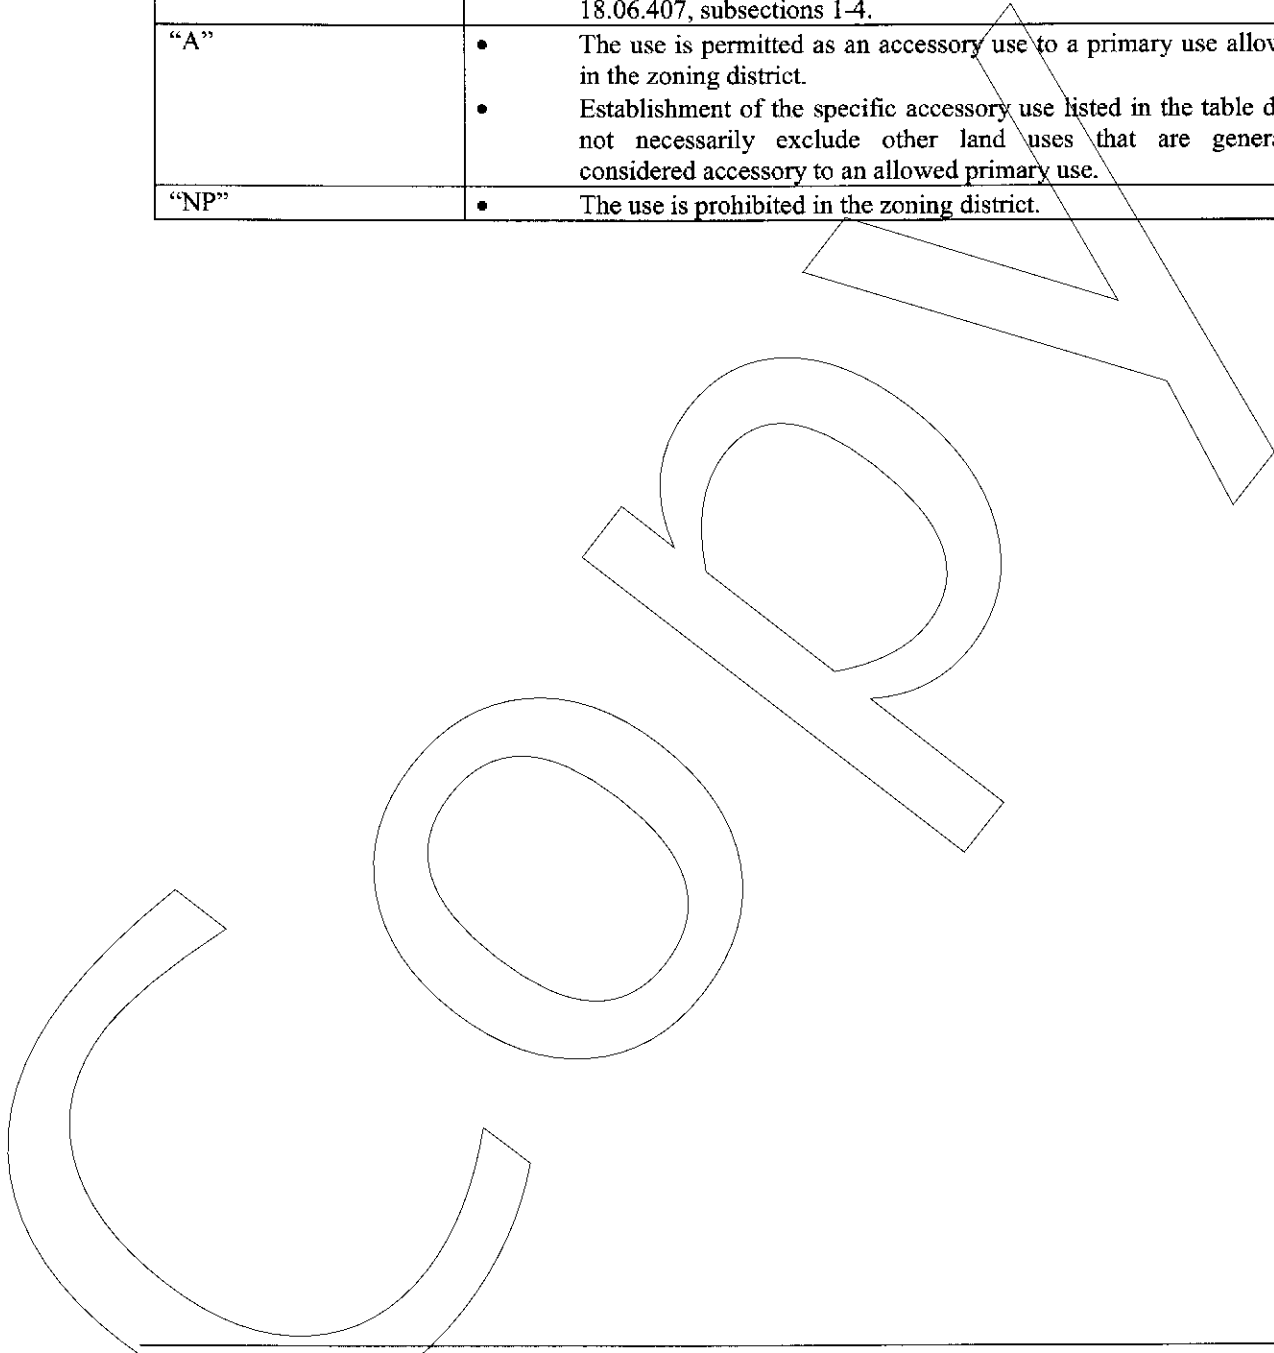 18.06.407, subsections 1-4.
“A”
• The use is permitted as an accessory use to a primary use
in the zoning district.
• Establishment of the specific accessory use listed in the table
not necessarily exclude other land uses that are
considered accessory to an allowed primary use.
“NP”
• The use is prohibited in the zoning district.
Copy